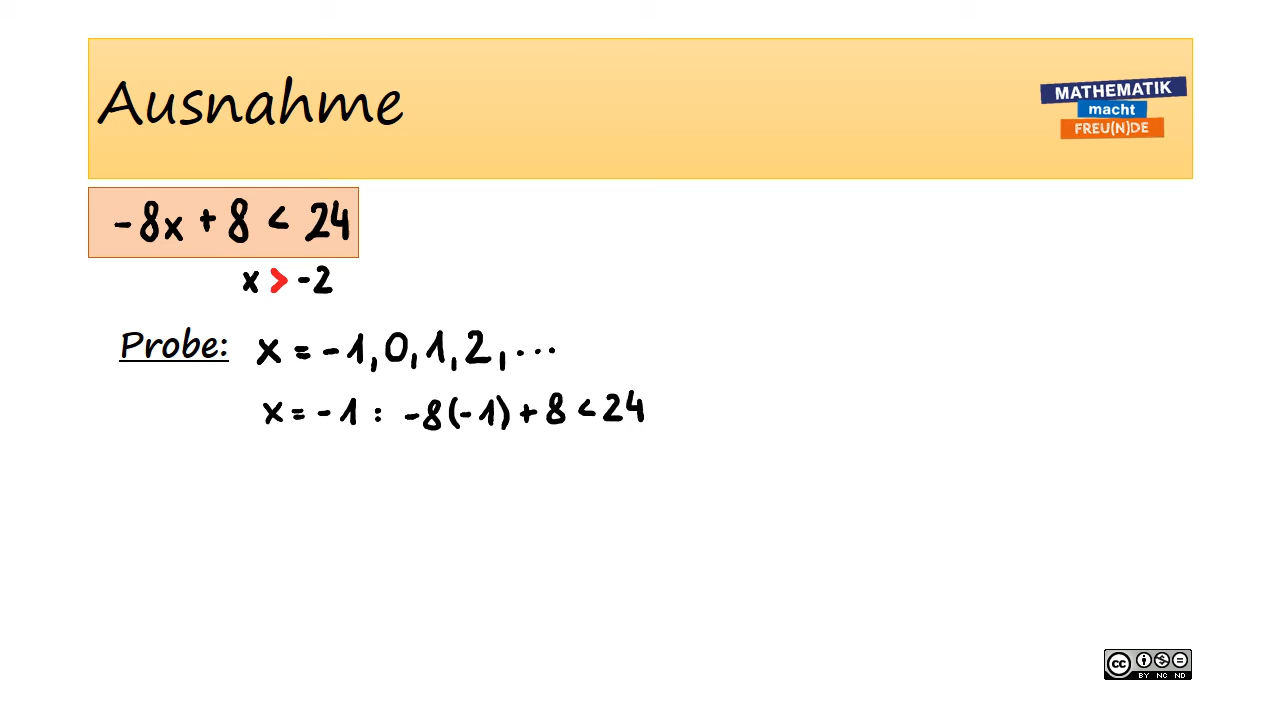 Ausnahme
MATHEMATIK
macht
FREU(N)DE
-8x + 8 < 24
x > -2
Probe: x = -1, 0, 1, 2, ...
x = -1 : -8(-1) + 8 < 24
cc
BY NC ND